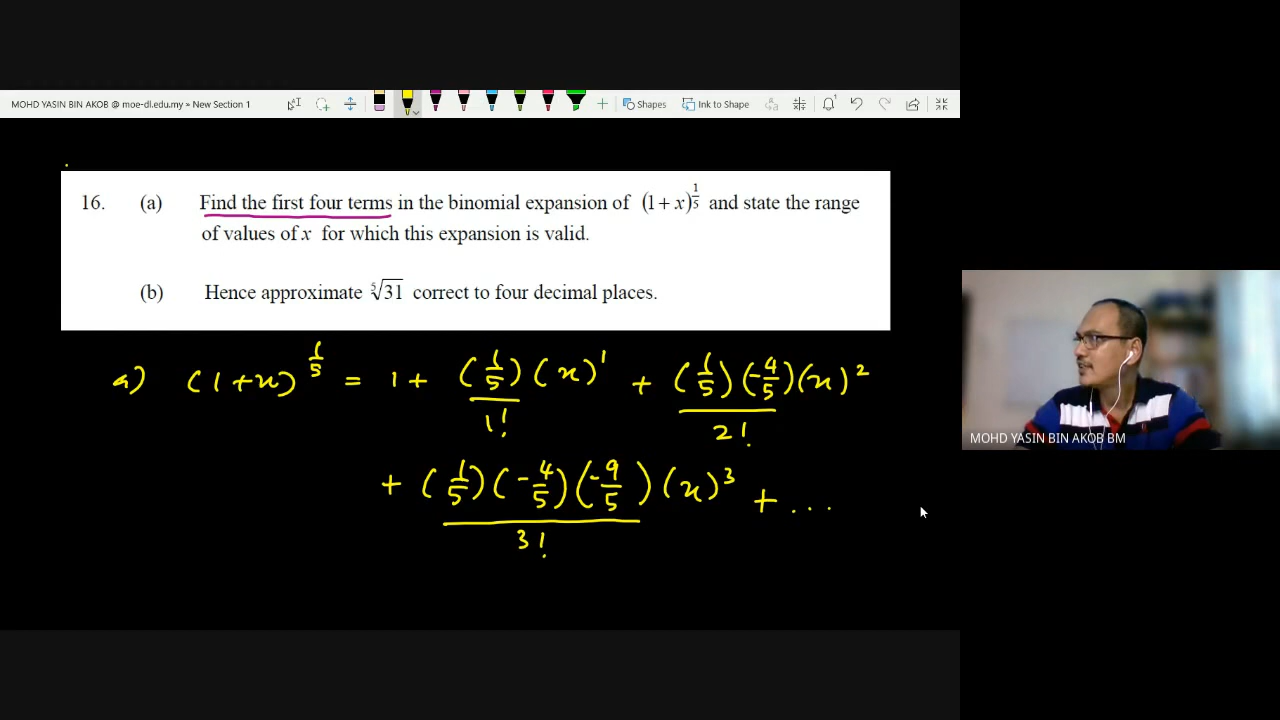 MOHD YASIN BIN AKOB @ moe-dl.edu.my » New Section 1
Shapes
Ink to Shape
16. (a) Find the first four terms in the binomial expansion of (1+x)^{1/5} and state the range
of values of x for which this expansion is valid.
(b) Hence approximate ⁵√31 correct to four decimal places.
a) (1+x)^{1/5} = 1 + (1/5)/1! (x)^1 + (1/5)(-4/5)/2! (x)^2
+ (1/5)(-4/5)(-9/5)/3! (x)^3 + ...
MOHD YASIN BIN AKOB BM